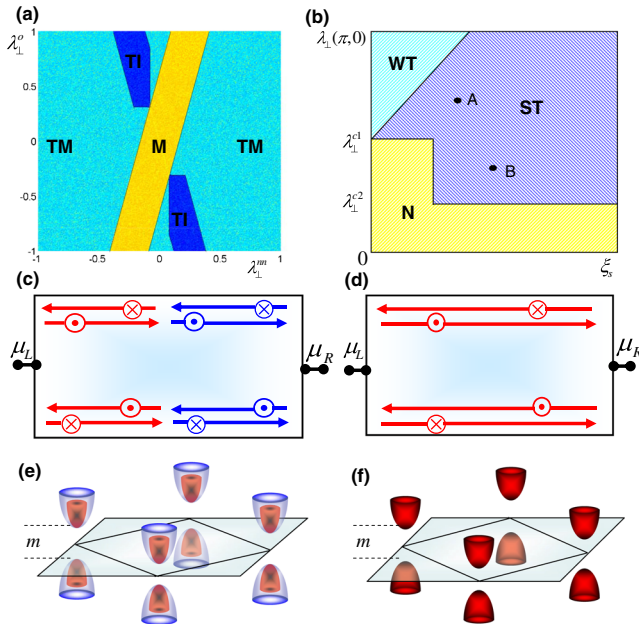 (a)
λ⊥ᵒ
1
0.5
0
-0.5
-1
TI
TM
M
TM
TI
-1
-0.5
0
0.5
1
λ⊥ⁿⁿ
(b)
λ⊥(π,0)
WT
A
ST
λ⊥ᶜ¹
B
λ⊥ᶜ²
N
0
ξₛ
(c)
μL
μR
(d)
μL
μR
(e)
m
(f)
m